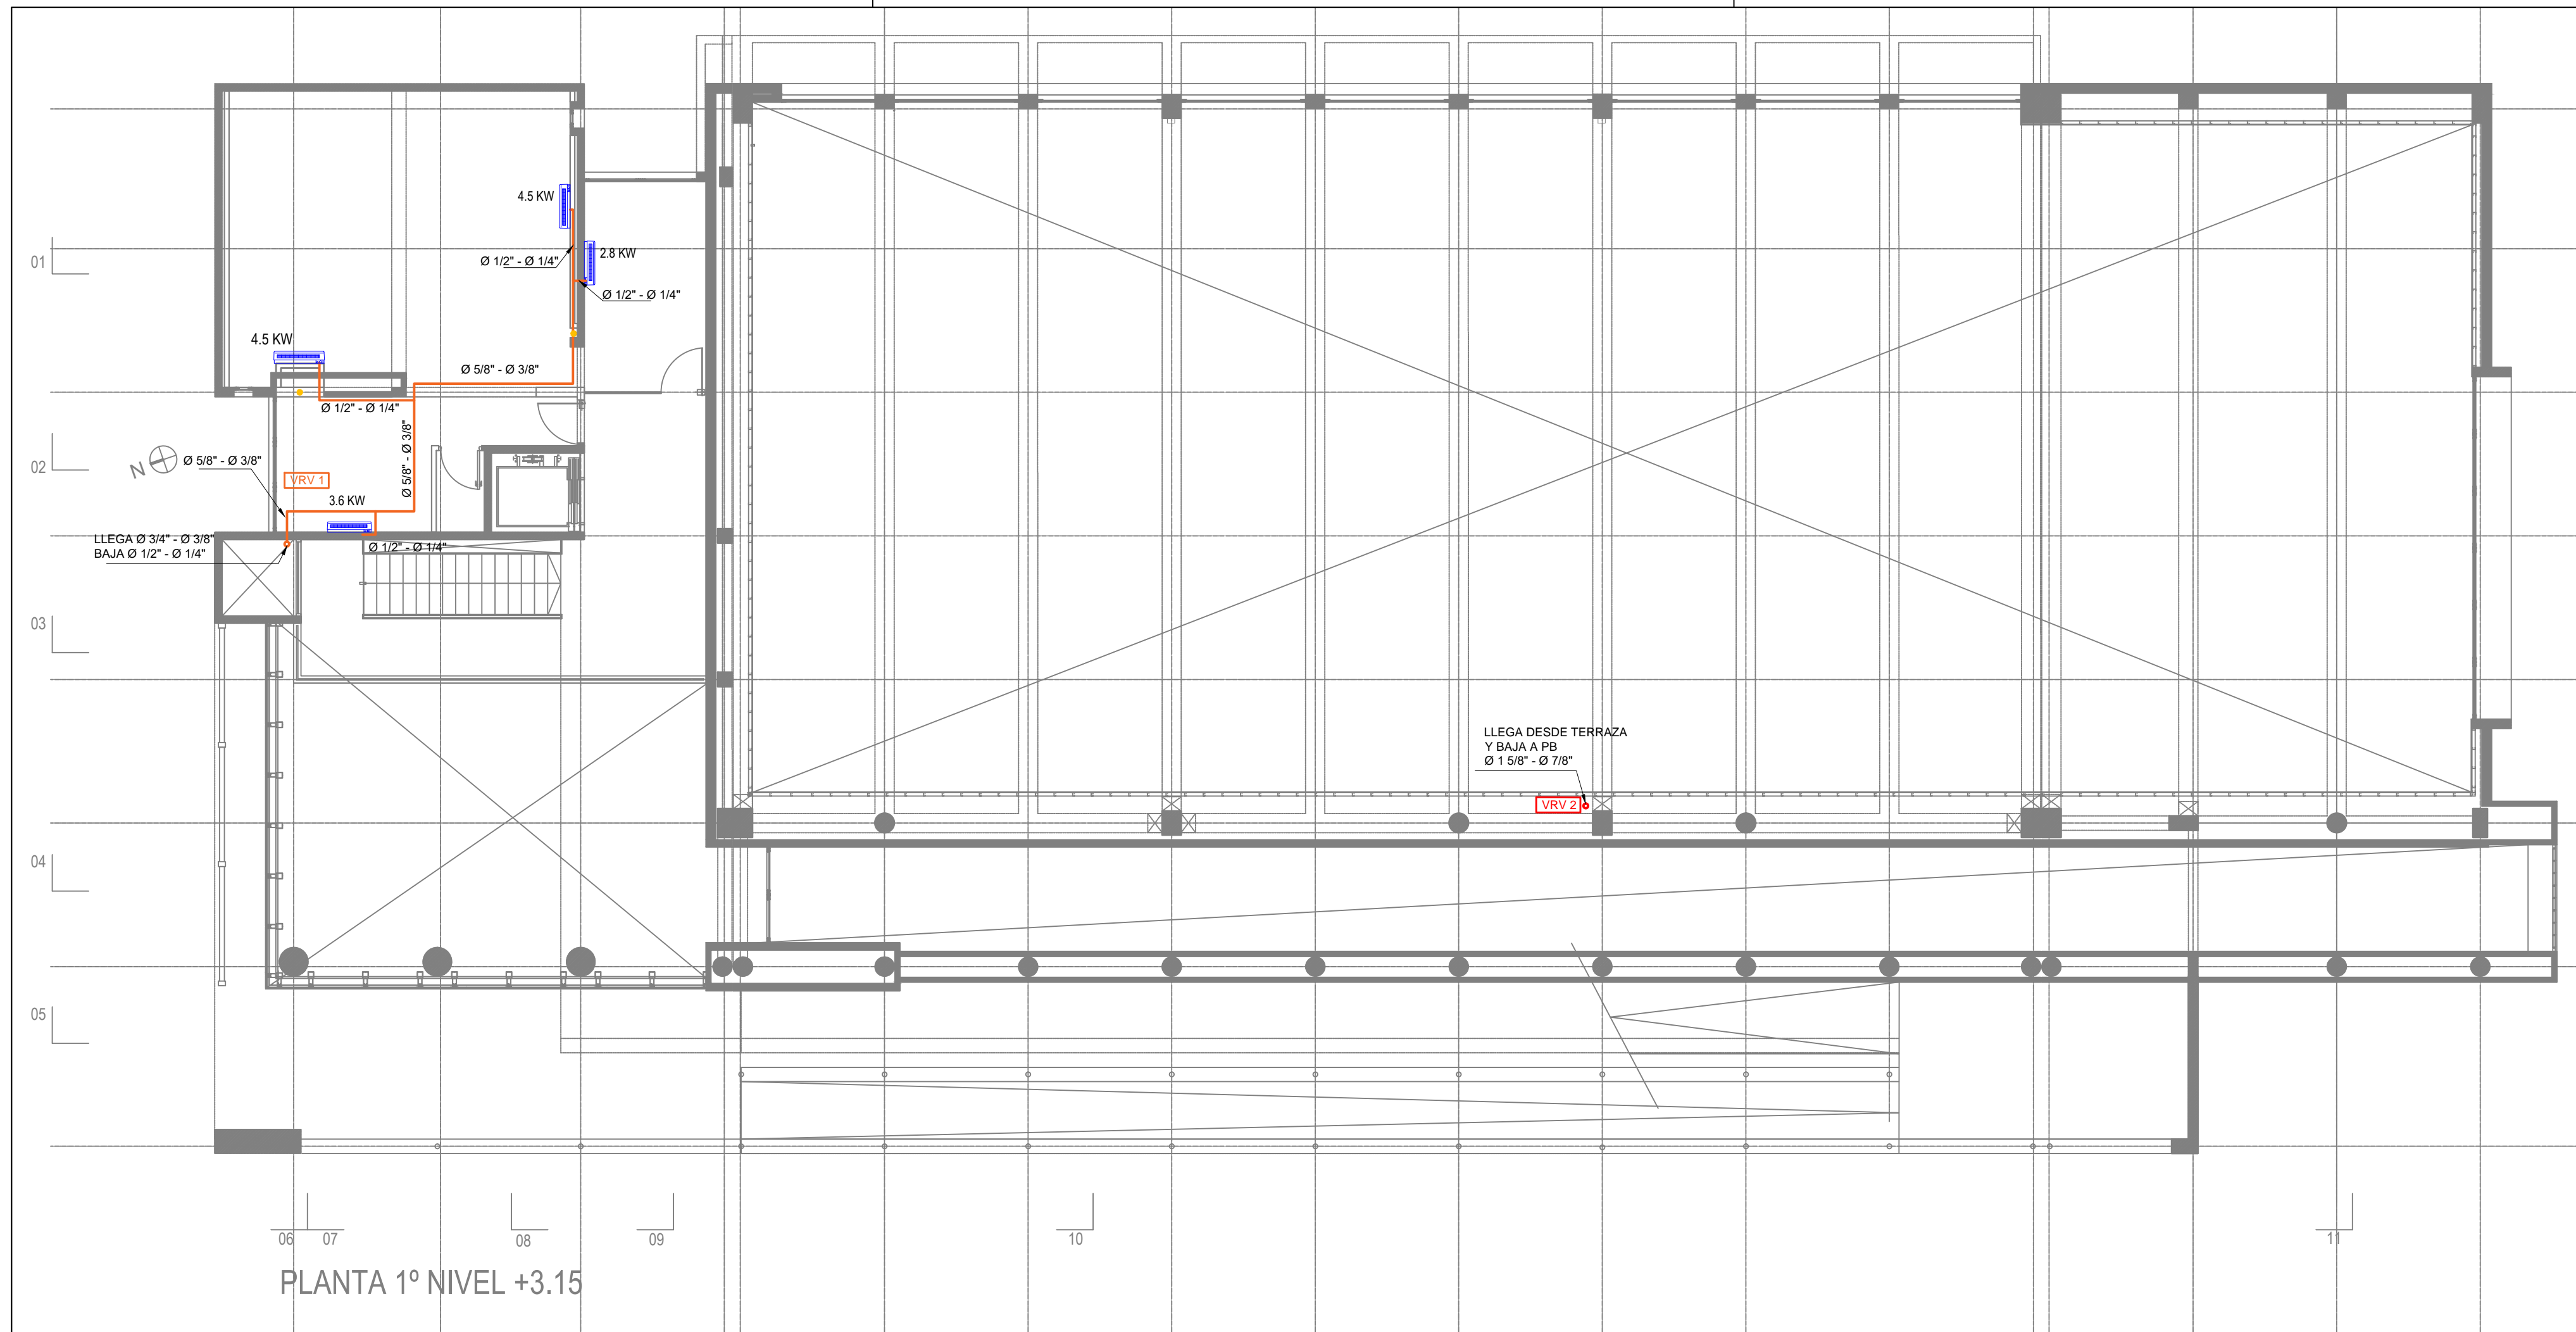 4.5 KW
2.8 KW
Ø 1/2" - Ø 1/4"
01
Ø 1/2" - Ø 1/4"
4.5 KW
Ø 5/8" - Ø 3/8"
Ø 1/2" - Ø 1/4"
Ø 5/8" - Ø 3/8"
N
Ø 5/8" - Ø 3/8"
02
VRV 1
3.6 KW
LLEGA Ø 3/4" - Ø 3/8"
BAJA Ø 1/2" - Ø 1/4"
Ø 1/2" - Ø 1/4"
03
LLEGA DESDE TERRAZA
Y BAJA A PB
Ø 1 5/8" - Ø 7/8"
VRV 2
04
05
06
07
08
09
10
11
PLANTA 1º NIVEL +3.15